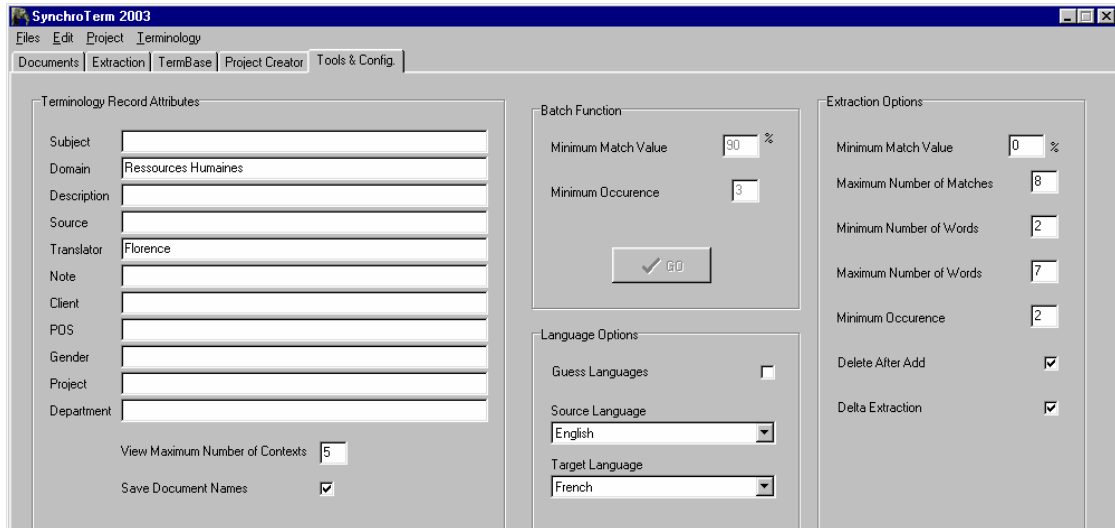 SynchroTerm 2003
Files Edit Project Terminology
Documents Extraction TermBase Project Creator Tools & Config.
Terminology Record Attributes
Subject
Domain Ressources Humaines
Description
Source
Translator Florence
Note
Client
POS
Gender
Project
Department
View Maximum Number of Contexts 5
Save Document Names
Batch Function
Minimum Match Value 90 %
Minimum Occurence 3
GO
Language Options
Guess Languages
Source Language
English
Target Language
French
Extraction Options
Minimum Match Value 0 %
Maximum Number of Matches 8
Minimum Number of Words 2
Maximum Number of Words 7
Minimum Occurence 2
Delete After Add
Delta Extraction